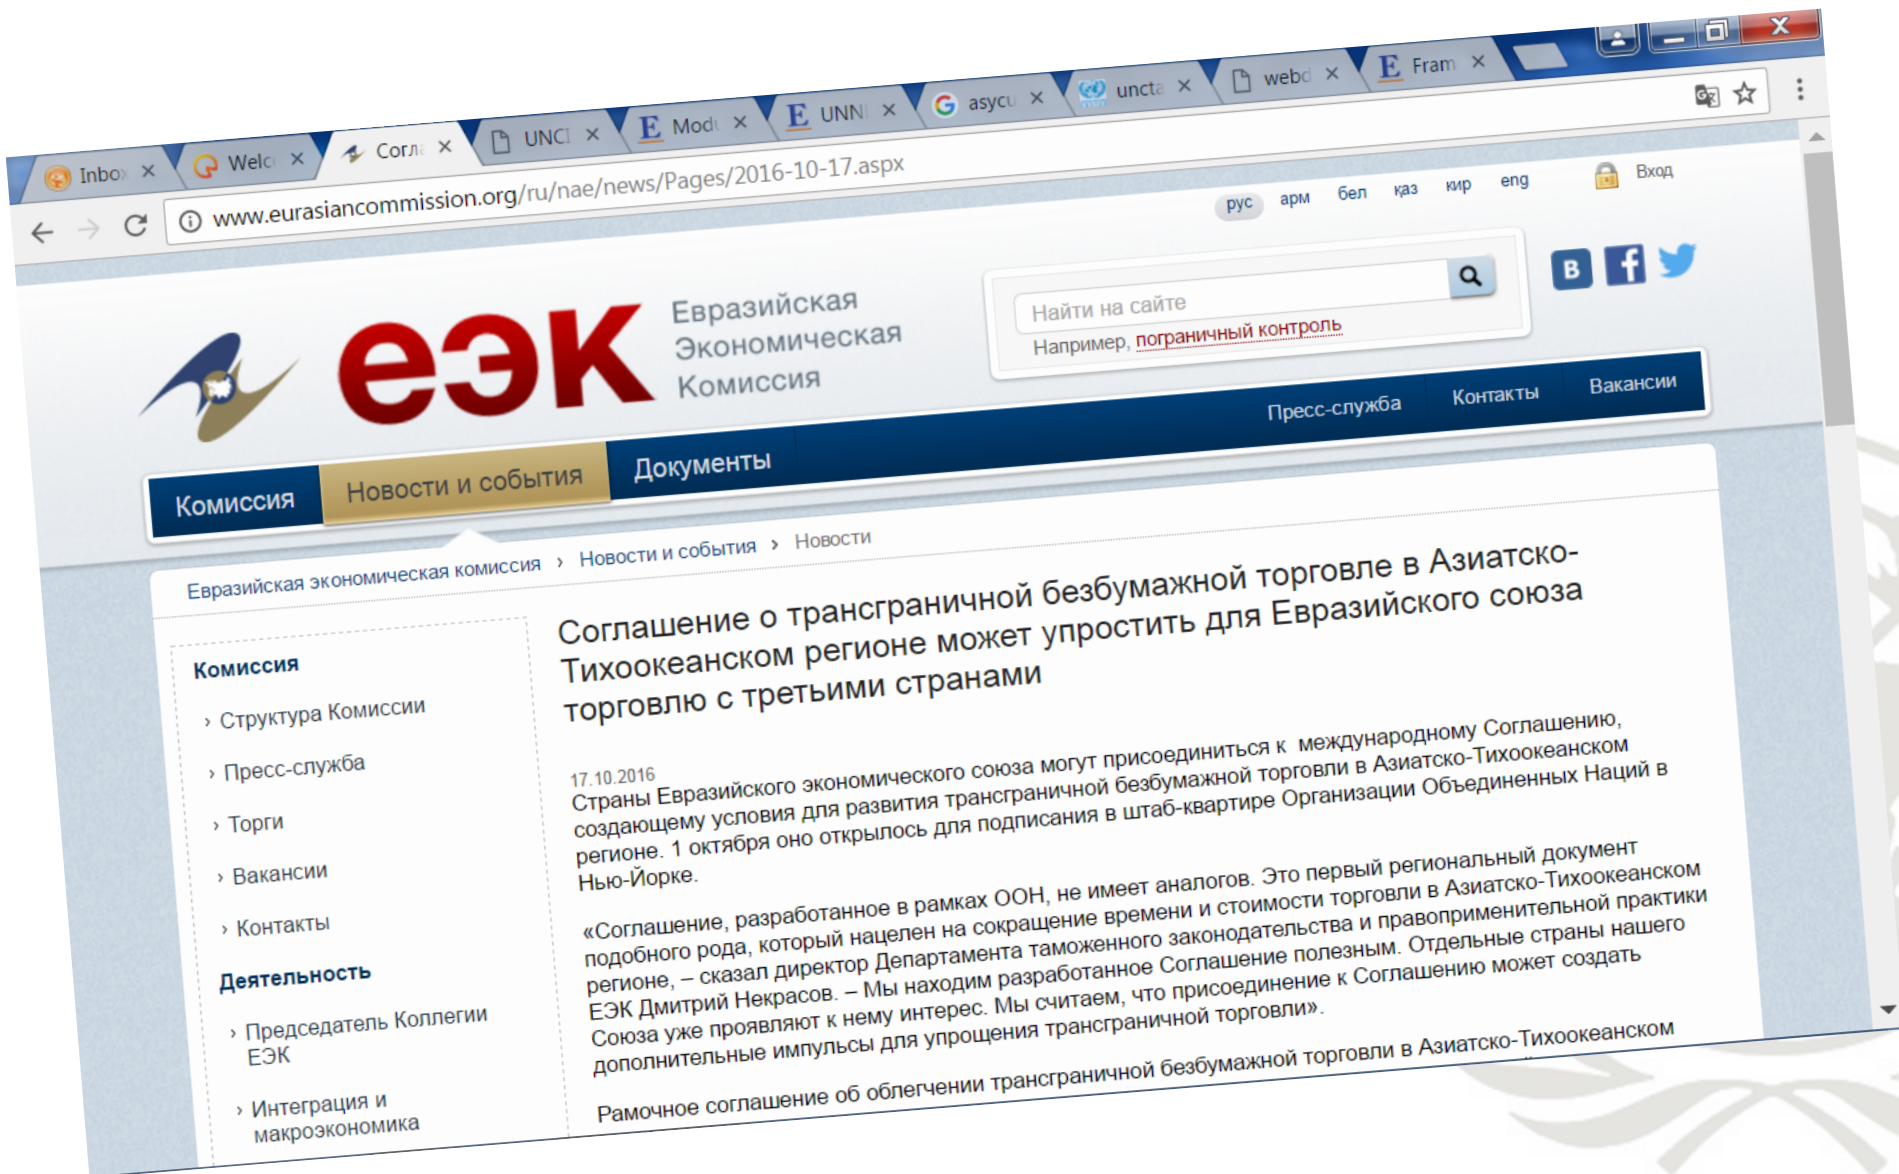 Inbox
Welc
Согла
UNCI
Modu
UNN
asycu
uncta
webd
Fram
www.eurasiancommission.org/ru/nae/news/Pages/2016-10-17.aspx
рус арм бел қаз кир eng Вход
еэк
Евразийская
Экономическая
Комиссия
Найти на сайте
Например, пограничный контроль
Комиссия Новости и события Документы Пресс-служба Контакты Вакансии
Евразийская экономическая комиссия › Новости и события › Новости
Комиссия
› Структура Комиссии
› Пресс-служба
› Торги
› Вакансии
› Контакты
Деятельность
› Председатель Коллегии
ЕЭК
› Интеграция и
макроэкономика
Соглашение о трансграничной безбумажной торговле в Азиатско-
Тихоокеанском регионе может упростить для Евразийского союза
торговлю с третьими странами
17.10.2016
Страны Евразийского экономического союза могут присоединиться к международному Соглашению,
создающему условия для развития трансграничной безбумажной торговли в Азиатско-Тихоокеанском
регионе. 1 октября оно открылось для подписания в штаб-квартире Организации Объединенных Наций в
Нью-Йорке.
«Соглашение, разработанное в рамках ООН, не имеет аналогов. Это первый региональный документ
подобного рода, который нацелен на сокращение времени и стоимости торговли в Азиатско-Тихоокеанском
регионе, – сказал директор Департамента таможенного законодательства и правоприменительной практики
ЕЭК Дмитрий Некрасов. – Мы находим разработанное Соглашение полезным. Отдельные страны нашего
Союза уже проявляют к нему интерес. Мы считаем, что присоединение к Соглашению может создать
дополнительные импульсы для упрощения трансграничной торговли».
Рамочное соглашение об облегчении трансграничной безбумажной торговли в Азиатско-Тихоокеанском